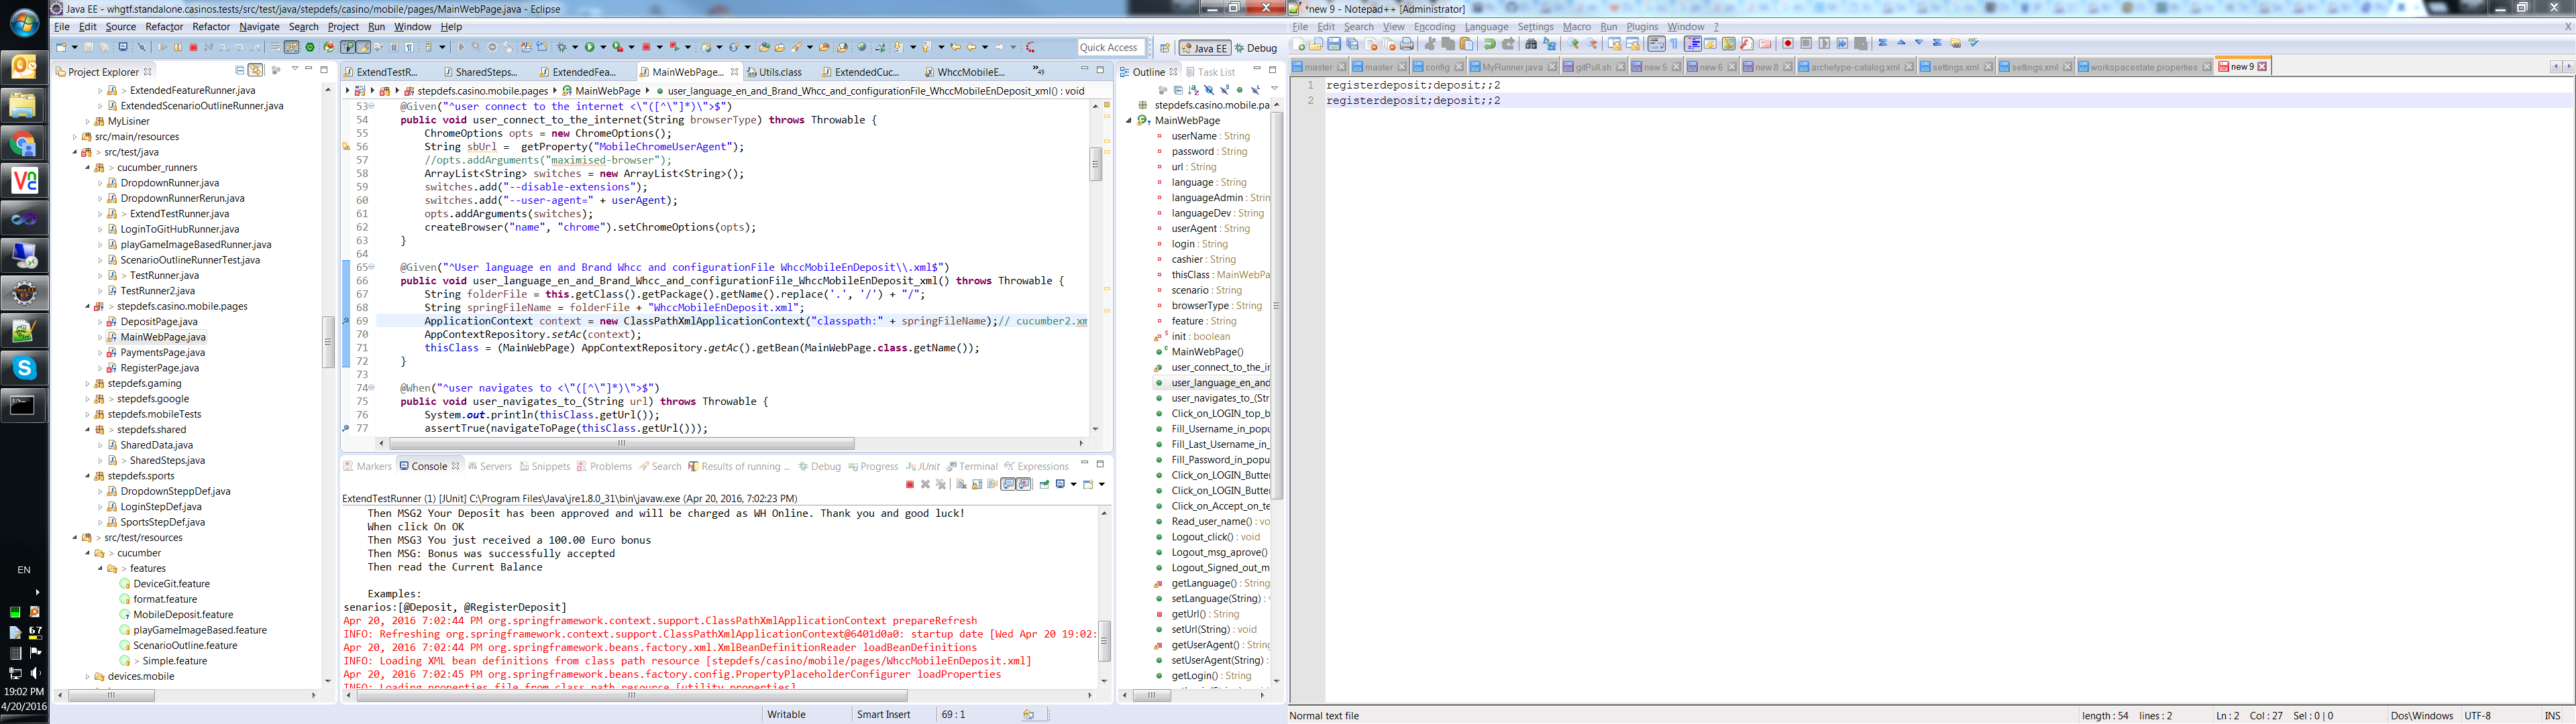 Java EE - whgtf.standalone.casinos.tests/src/test/java/stepdefs/casino/mobile/pages/MainWebPage.java - Eclipse
File Edit Source Refactor Refactor Navigate Search Project Run Window Help
Quick Access
Java EE
Debug
Project Explorer
ExtendedFeatureRunner.java
ExtendedScenarioOutlineRunner.java
MyLisiner
src/main/resources
> src/test/java
> cucumber_runners
DropdownRunner.java
DropdownRunnerRerun.java
> ExtendTestRunner.java
LoginToGitHubRunner.java
playGameImageBasedRunner.java
ScenarioOutlineRunnerTest.java
> TestRunner.java
TestRunner2.java
> stepdefs.casino.mobile.pages
DepositPage.java
MainWebPage.java
PaymentsPage.java
RegisterPage.java
stepdefs.gaming
> stepdefs.google
stepdefs.mobileTests
> stepdefs.shared
SharedData.java
> SharedSteps.java
stepdefs.sports
DropdownSteppDef.java
LoginStepDef.java
SportsStepDef.java
> src/test/resources
> cucumber
> features
DeviceGit.feature
format.feature
MobileDeposit.feature
playGameImageBased.feature
ScenarioOutline.feature
> Simple.feature
devices.mobile
EN
67
19:02 PM
4/20/2016
ExtendTestR...
SharedSteps...
ExtendedFea...
MainWebPage...
Utils.class
ExtendedCuc...
WhccMobileE...
»49
stepdefs.casino.mobile.pages
MainWebPage
user_language_en_and_Brand_Whcc_and_configurationFile_WhccMobileEnDeposit_xml() : void
53 @Given("^user connect to the internet <\"([^\"]*)\">$")
54 public void user_connect_to_the_internet(String browserType) throws Throwable {
55 ChromeOptions opts = new ChromeOptions();
56 String sbUrl = getProperty("MobileChromeUserAgent");
57 //opts.addArguments("maximised-browser");
58 ArrayList<String> switches = new ArrayList<String>();
59 switches.add("--disable-extensions");
60 switches.add("--user-agent=" + userAgent);
61 opts.addArguments(switches);
62 createBrowser("name", "chrome").setChromeOptions(opts);
63 }
64
65 @Given("^User language en and Brand Whcc and configurationFile WhccMobileEnDeposit\\.xml$")
66 public void user_language_en_and_Brand_Whcc_and_configurationFile_WhccMobileEnDeposit_xml() throws Throwable {
67 String folderFile = this.getClass().getPackage().getName().replace('.', '/') + "/";
68 String springFileName = folderFile + "WhccMobileEnDeposit.xml";
69 ApplicationContext context = new ClassPathXmlApplicationContext("classpath:" + springFileName);// cucumber2.xm
70 AppContextRepository.setAc(context);
71 thisClass = (MainWebPage) AppContextRepository.getAc().getBean(MainWebPage.class.getName());
72 }
73
74 @When("^user navigates to <\"([^\"]*)\">$")
75 public void user_navigates_to_(String url) throws Throwable {
76 System.out.println(thisClass.getUrl());
77 assertTrue(navigateToPage(thisClass.getUrl()));
Markers Console Servers Snippets Problems Search Results of running ... Debug Progress JUnit Terminal Expressions
ExtendTestRunner (1) [JUnit] C:\Program Files\Java\jre1.8.0_31\bin\javaw.exe (Apr 20, 2016, 7:02:23 PM)
Then MSG2 Your Deposit has been approved and will be charged as WH Online. Thank you and good luck!
When click On OK
Then MSG3 You just received a 100.00 Euro bonus
Then MSG: Bonus was successfully accepted
Then read the Current Balance
Examples:
senarios:[@Deposit, @RegisterDeposit]
Apr 20, 2016 7:02:44 PM org.springframework.context.support.ClassPathXmlApplicationContext prepareRefresh
INFO: Refreshing org.springframework.context.support.ClassPathXmlApplicationContext@6401d0a0: startup date [Wed Apr 20 19:02:
Apr 20, 2016 7:02:44 PM org.springframework.beans.factory.xml.XmlBeanDefinitionReader loadBeanDefinitions
INFO: Loading XML bean definitions from class path resource [stepdefs/casino/mobile/pages/WhccMobileEnDeposit.xml]
Apr 20, 2016 7:02:45 PM org.springframework.beans.factory.config.PropertyPlaceholderConfigurer loadProperties
INFO: Loading properties file from class path resource [utility.properties]
Writable
Smart Insert
69 : 1
Outline
Task List
stepdefs.casino.mobile.pa
MainWebPage
userName : String
password : String
url : String
language : String
languageAdmin : String
languageDev : String
userAgent : String
login : String
cashier : String
thisClass : MainWebPa
scenario : String
browserType : String
feature : String
init : boolean
MainWebPage()
user_connect_to_the_ir
user_language_en_and
user_navigates_to_(Str
Click_on_LOGIN_top_b
Fill_Username_in_popu
Fill_Last_Username_in_
Fill_Password_in_popu
Click_on_LOGIN_Butter
Click_on_LOGIN_Butter
Click_on_Accept_on_te
Read_user_name() : vo
Logout_click() : void
Logout_msg_aprove()
Logout_Signed_out_m
getLanguage() : String
setLanguage(String) : v
getUrl() : String
setUrl(String) : void
getUserAgent() : String
setUserAgent(String) :
getLogin() : String
*new 9 - Notepad++ [Administrator]
File Edit Search View Encoding Language Settings Macro Run Plugins Window ?
X
master
master
config
MyRunner.java
gitPull.sh
new 5
new 6
new 8
archetype-catalog.xml
settings.xml
settings.xml
workspacestate.properties
new 9
1 registerdeposit;deposit;;2
2 registerdeposit;deposit;;2
Normal text file
length : 54 lines : 2
Ln : 2 Col : 27 Sel : 0 | 0
Dos\Windows
UTF-8
INS